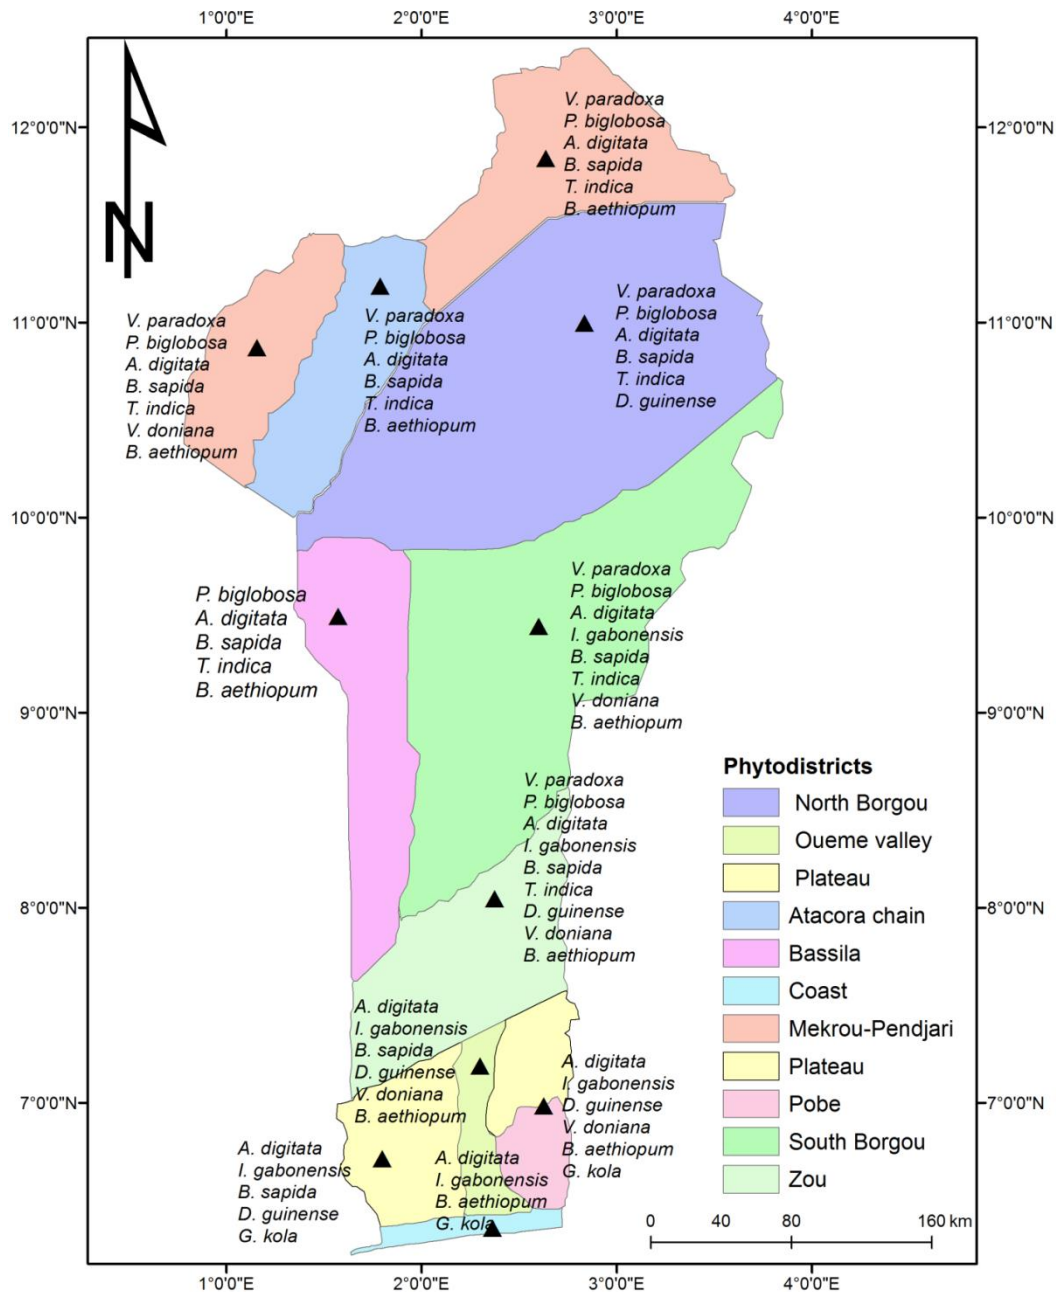 1°0'0"E 2°0'0"E 3°0'0"E 4°0'0"E
12°0'0"N 12°0'0"N
11°0'0"N 11°0'0"N
10°0'0"N 10°0'0"N
9°0'0"N 9°0'0"N
8°0'0"N 8°0'0"N
7°0'0"N 7°0'0"N
N
V. paradoxa
P. biglobosa
A. digitata
B. sapida
T. indica
B. aethiopum
V. paradoxa
P. biglobosa
A. digitata
B. sapida
T. indica
V. doniana
B. aethiopum
V. paradoxa
P. biglobosa
A. digitata
B. sapida
T. indica
B. aethiopum
V. paradoxa
P. biglobosa
A. digitata
B. sapida
T. indica
D. guinense
P. biglobosa
A. digitata
B. sapida
T. indica
B. aethiopum
V. paradoxa
P. biglobosa
A. digitata
I. gabonensis
B. sapida
T. indica
V. doniana
B. aethiopum
V. paradoxa
P. biglobosa
A. digitata
I. gabonensis
B. sapida
T. indica
D. guinense
V. doniana
B. aethiopum
A. digitata
I. gabonensis
B. sapida
D. guinense
V. doniana
B. aethiopum
A. digitata
I. gabonensis
D. guinense
V. doniana
B. aethiopum
G. kola
A. digitata
I. gabonensis
B. sapida
D. guinense
G. kola
A. digitata
I. gabonensis
B. aethiopum
G. kola
Phytodistricts
North Borgou
Oueme valley
Plateau
Atacora chain
Bassila
Coast
Mekrou-Pendjari
Plateau
Pobe
South Borgou
Zou
0 40 80 160 km
1°0'0"E 2°0'0"E 3°0'0"E 4°0'0"E